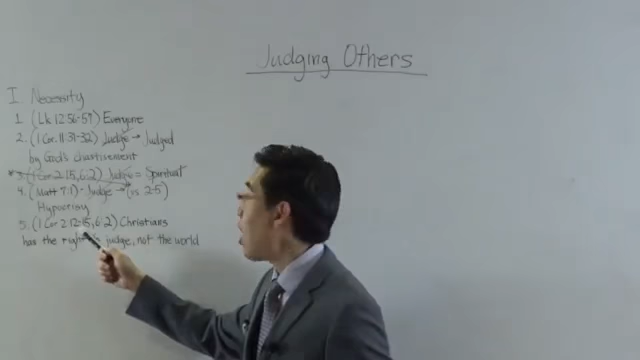 Judging Others
I. Necessity
1. (Lk 12:56-57) Everyone
2. (1 Cor. 11:31-32) Judge → Judged
by God's chastisement
*3. (1 Cor 2:15, 6:2) Judge = Spiritual
4. (Matt 7:1) - Judge → (vs 2-5)
Hypocrisy
5. (1 Cor 2:12-15, 6:2) Christians
has the right judge, not the world